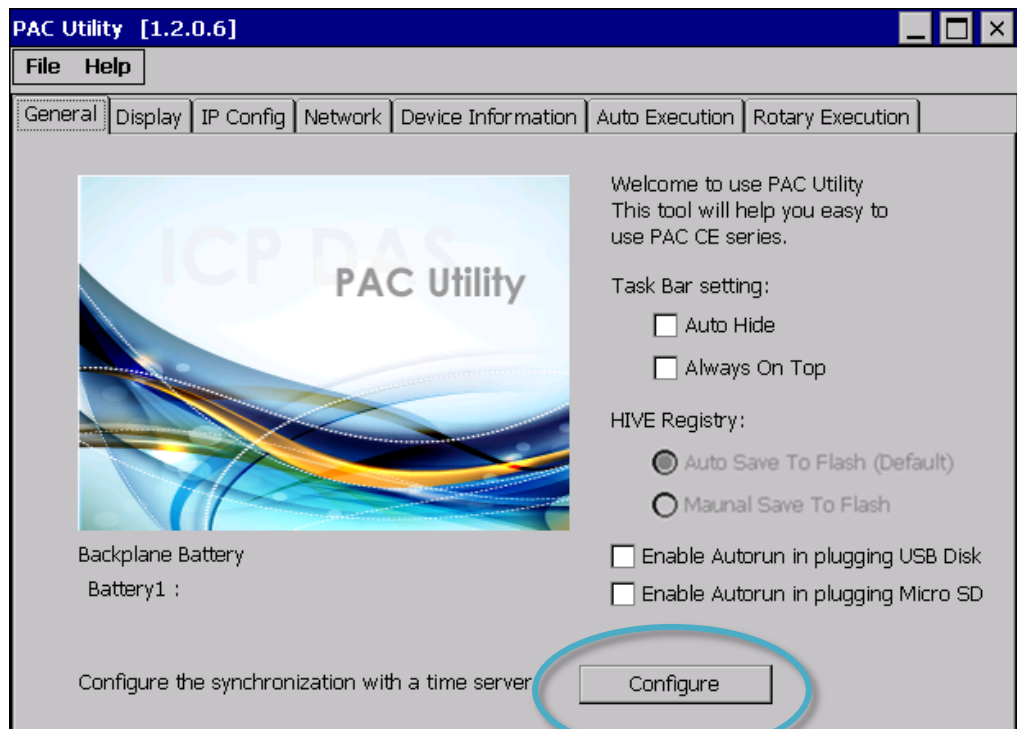 PAC Utility [1.2.0.6]
File Help
General Display IP Config Network Device Information Auto Execution Rotary Execution
ICP DAS
PAC Utility
Welcome to use PAC Utility
This tool will help you easy to
use PAC CE series.
Task Bar setting:
Auto Hide
Always On Top
HIVE Registry:
Auto Save To Flash (Default)
Maunal Save To Flash
Backplane Battery
Battery1 :
Enable Autorun in plugging USB Disk
Enable Autorun in plugging Micro SD
Configure the synchronization with a time server
Configure